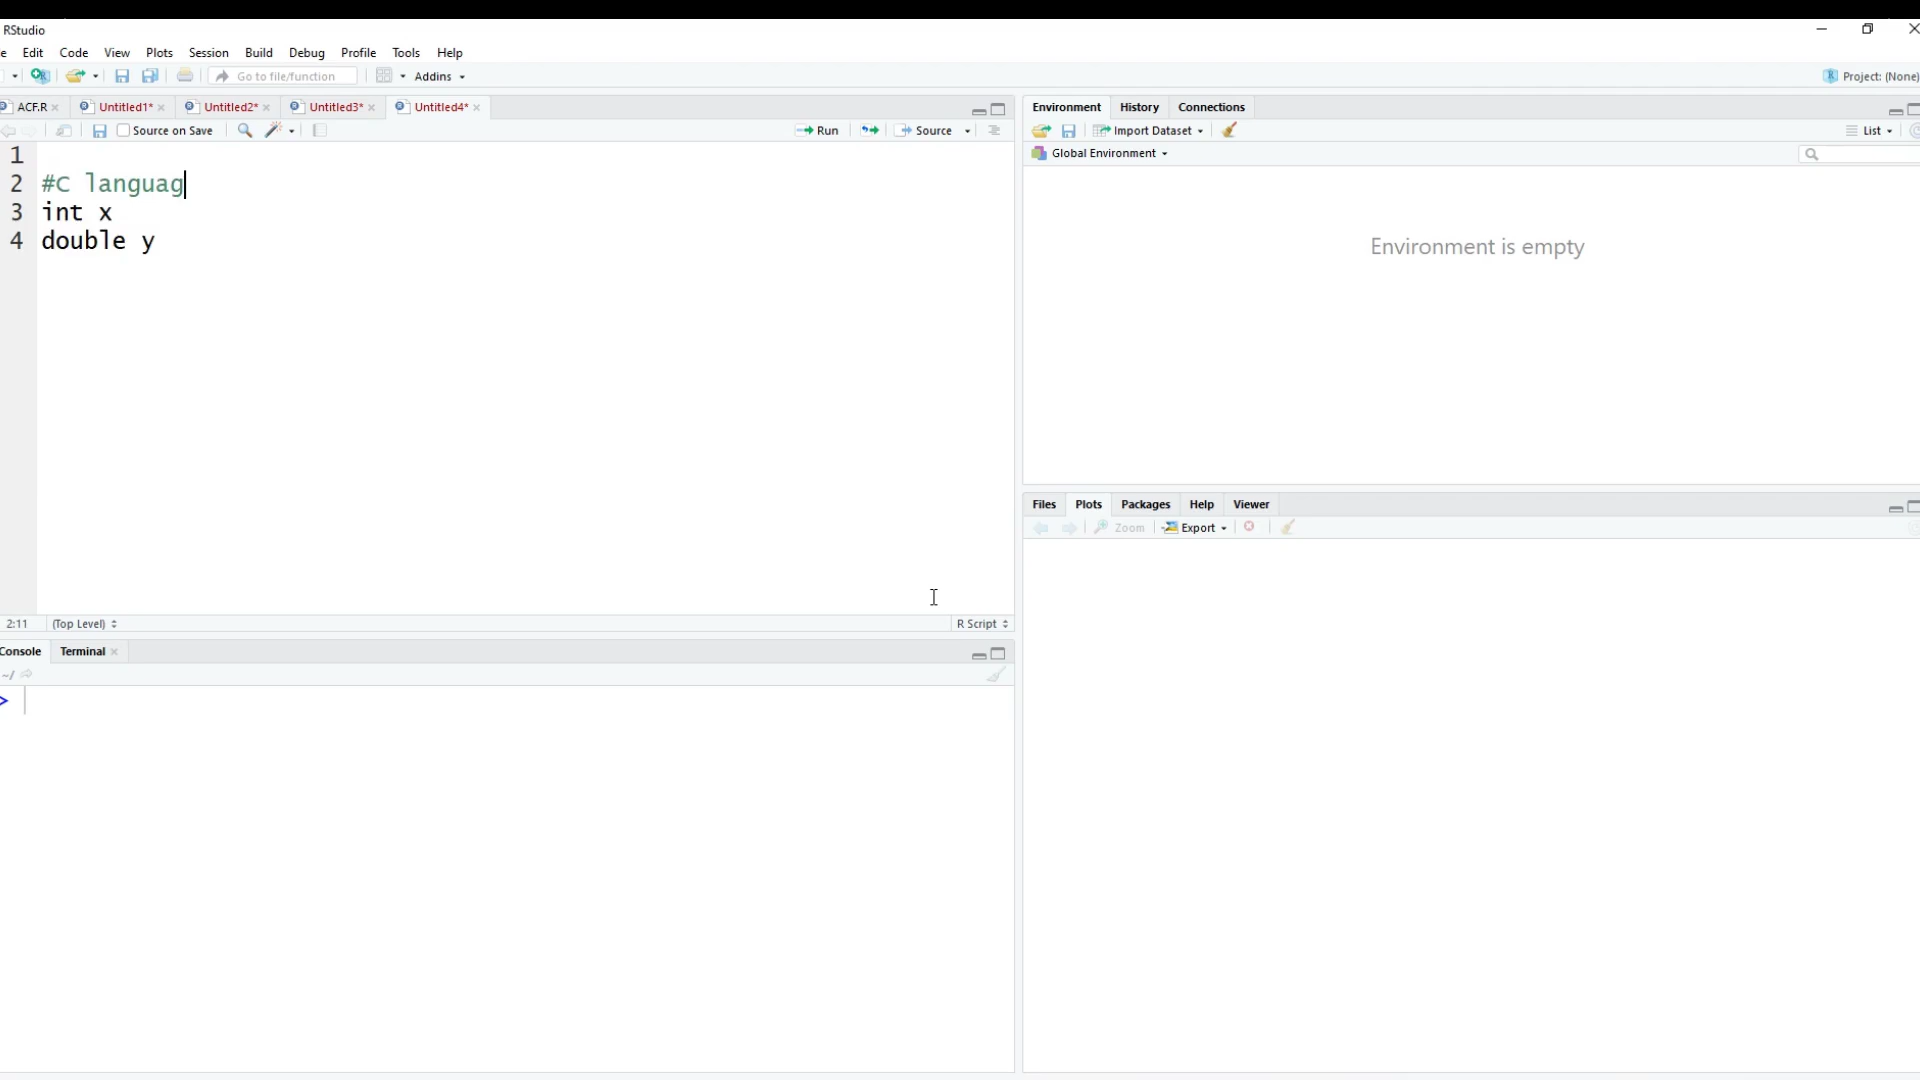 RStudio
e Edit Code View Plots Session Build Debug Profile Tools Help
Go to file/function Addins Project: (None)
ACF.R Untitled1* Untitled2* Untitled3* Untitled4*
Source on Save Run Source
1
2 #C languag
3 int x
4 double y
2:11 (Top Level) R Script
Console Terminal
~/
>
Environment History Connections
Import Dataset List
Global Environment
Environment is empty
Files Plots Packages Help Viewer
Zoom Export